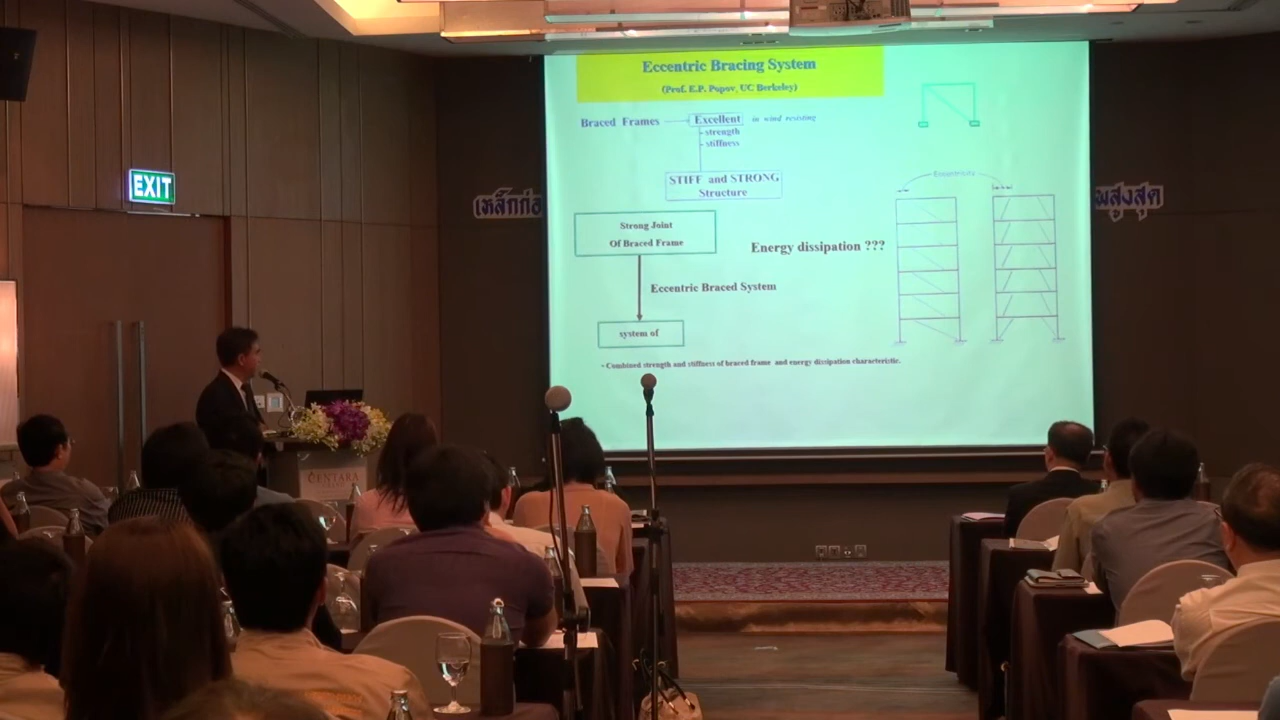 EXIT
เหล็กก่อ
Eccentric Bracing System
(Prof. E.P. Popov, UC Berkeley)
Braced Frames
Excellent
in wind resisting
- strength
- stiffness
STIFF and STRONG
Structure
Eccentricity
Strong Joint
Of Braced Frame
Energy dissipation ???
Eccentric Braced System
system of
- Combined strength and stiffness of braced frame and energy dissipation characteristic.
สูงสุด
CENTARA